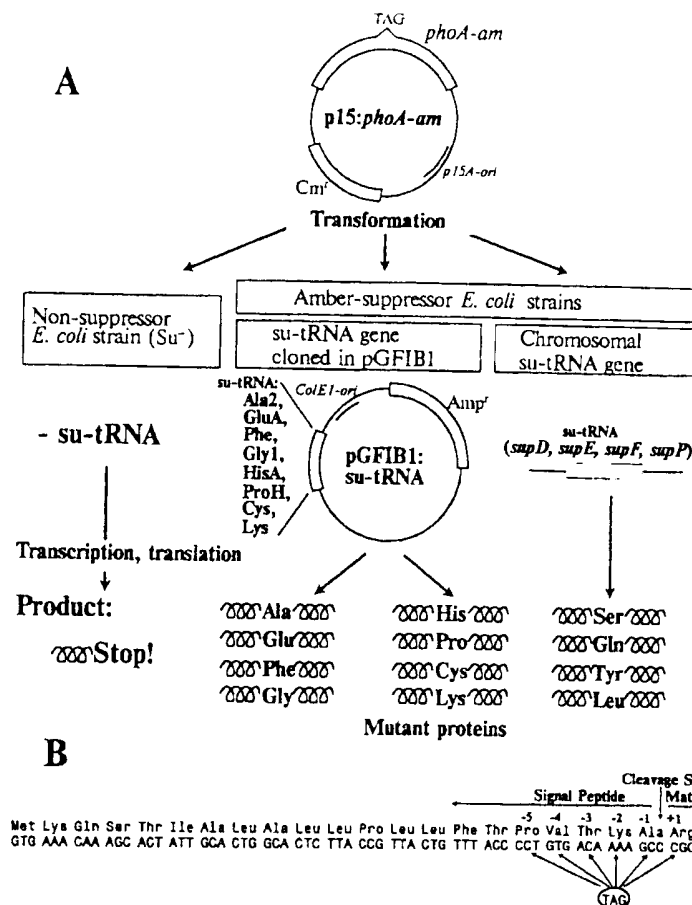 A
TAG
phoA-am
p15:phoA-am
p15A-ori
Cmʳ
Transformation
Non-suppressor
E. coli strain (Su⁻)
Amber-suppressor E. coli strains
su-tRNA gene
cloned in pGFIB1
Chromosomal
su-tRNA gene
- su-tRNA
su-tRNA:
Ala2,
GluA,
Phe,
Gly1,
HisA,
ProH,
Cys,
Lys
ColE1-ori
Ampʳ
pGFIB1:
su-tRNA
su-tRNA
(supD, supE, supF, supP)
Transcription, translation
Product:
Stop!
Ala His Ser
Glu Pro Gln
Phe Cys Tyr
Gly Lys Leu
Mutant proteins
B
Cleavage S
Signal Peptide Mat
-5 -4 -3 -2 -1 +1
Met Lys Gln Ser Thr Ile Ala Leu Ala Leu Leu Pro Leu Leu Phe Thr Pro Val Thr Lys Ala Arg
GTG AAA CAA AGC ACT ATT GCA CTG GCA CTC TTA CCG TTA CTG TTT ACC CCT GTG ACA AAA GCC CGG
TAG